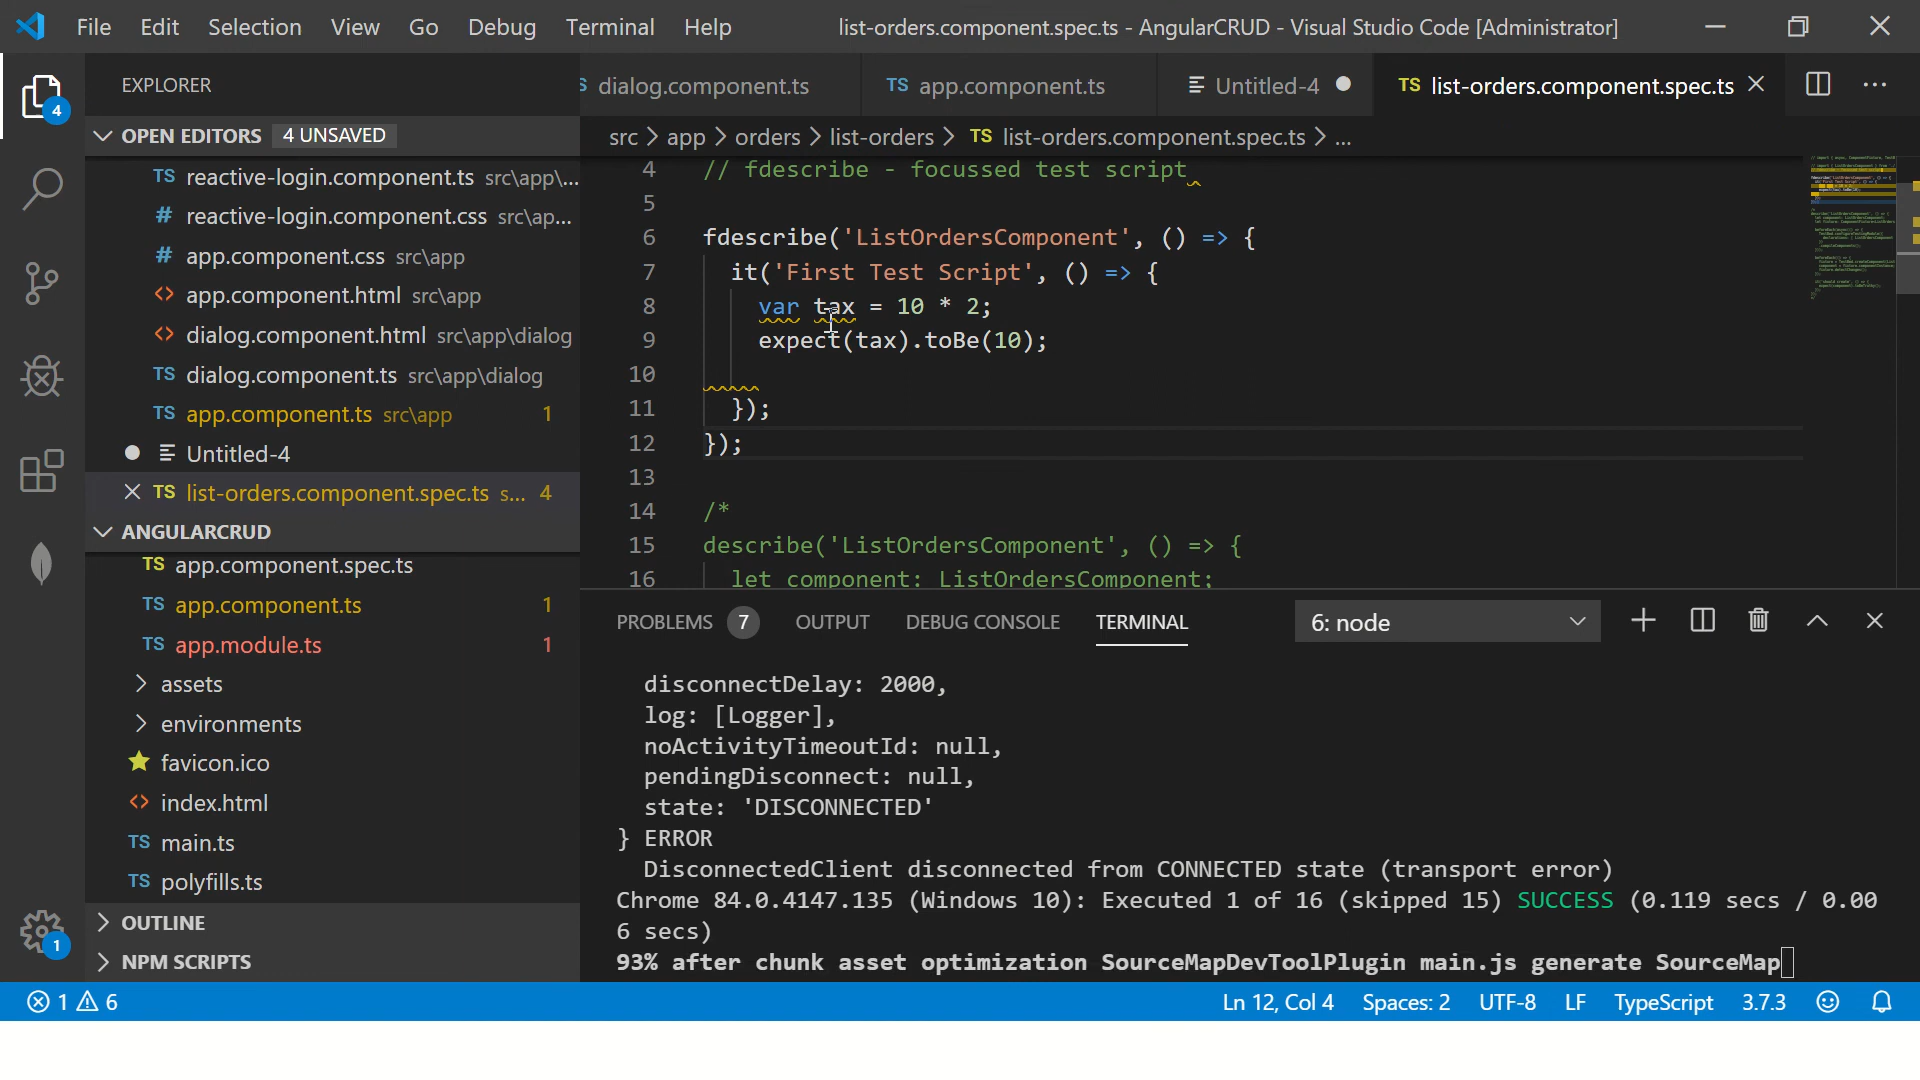 File Edit Selection View Go Debug Terminal Help list-orders.component.spec.ts - AngularCRUD - Visual Studio Code [Administrator]
EXPLORER
dialog.component.ts TS app.component.ts Untitled-4 TS list-orders.component.spec.ts
4
OPEN EDITORS 4 UNSAVED
src > app > orders > list-orders > TS list-orders.component.spec.ts > ...
TS reactive-login.component.ts src\app\...
# reactive-login.component.css src\ap...
# app.component.css src\app
<> app.component.html src\app
<> dialog.component.html src\app\dialog
TS dialog.component.ts src\app\dialog
TS app.component.ts src\app 1
Untitled-4
TS list-orders.component.spec.ts s... 4
ANGULARCRUD
TS app.component.spec.ts
TS app.component.ts 1
TS app.module.ts 1
assets
environments
favicon.ico
<> index.html
TS main.ts
TS polyfills.ts
OUTLINE
NPM SCRIPTS
1
4 // fdescribe - focussed test script
5
6 fdescribe('ListOrdersComponent', () => {
7 it('First Test Script', () => {
8 var tax = 10 * 2;
9 expect(tax).toBe(10);
10
11 });
12 });
13
14 /*
15 describe('ListOrdersComponent', () => {
16 let component: ListOrdersComponent;
PROBLEMS 7 OUTPUT DEBUG CONSOLE TERMINAL 6: node
disconnectDelay: 2000,
log: [Logger],
noActivityTimeoutId: null,
pendingDisconnect: null,
state: 'DISCONNECTED'
} ERROR
DisconnectedClient disconnected from CONNECTED state (transport error)
Chrome 84.0.4147.135 (Windows 10): Executed 1 of 16 (skipped 15) SUCCESS (0.119 secs / 0.00
6 secs)
93% after chunk asset optimization SourceMapDevToolPlugin main.js generate SourceMap
1 6 Ln 12, Col 4 Spaces: 2 UTF-8 LF TypeScript 3.7.3